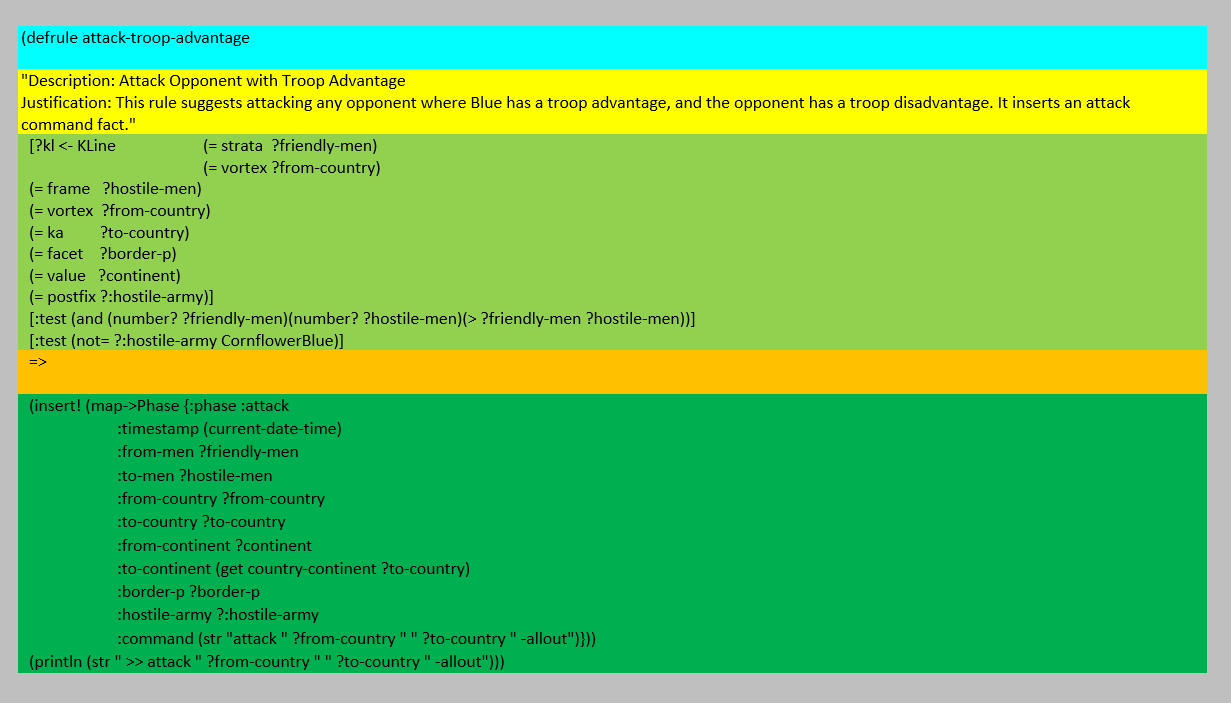 (defrule attack-troop-advantage
"Description: Attack Opponent with Troop Advantage
Justification: This rule suggests attacking any opponent where Blue has a troop advantage, and the opponent has a troop disadvantage. It inserts an attack
command fact."
[?kl <- KLine (= strata ?friendly-men)
(= vortex ?from-country)
(= frame ?hostile-men)
(= vortex ?from-country)
(= ka ?to-country)
(= facet ?border-p)
(= value ?continent)
(= postfix ?:hostile-army)]
[:test (and (number? ?friendly-men)(number? ?hostile-men)(> ?friendly-men ?hostile-men))]
[:test (not= ?:hostile-army CornflowerBlue)]
=>
(insert! (map->Phase {:phase :attack
:timestamp (current-date-time)
:from-men ?friendly-men
:to-men ?hostile-men
:from-country ?from-country
:to-country ?to-country
:from-continent ?continent
:to-continent (get country-continent ?to-country)
:border-p ?border-p
:hostile-army ?:hostile-army
:command (str "attack " ?from-country " " ?to-country " -allout")}))
(println (str " >> attack " ?from-country " " ?to-country " -allout")))